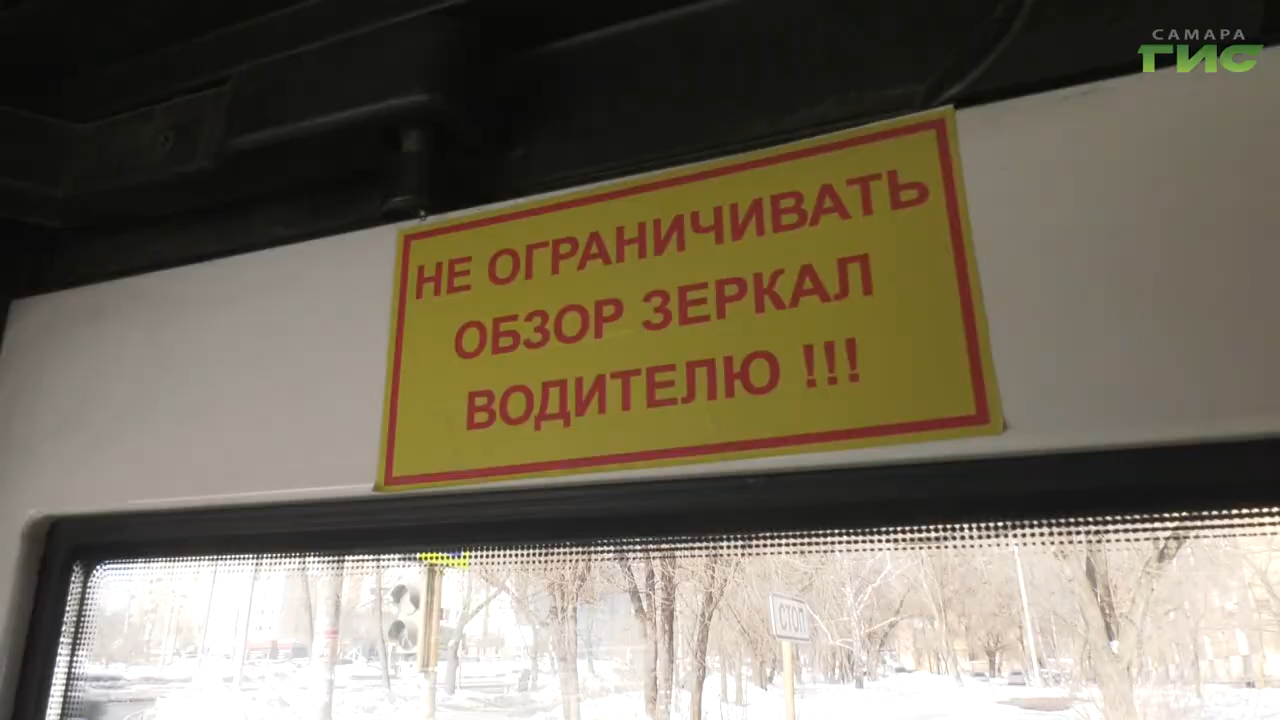 САМАРА
ГИС
НЕ ОГРАНИЧИВАТЬ
ОБЗОР ЗЕРКАЛ
ВОДИТЕЛЮ !!!
СТОП